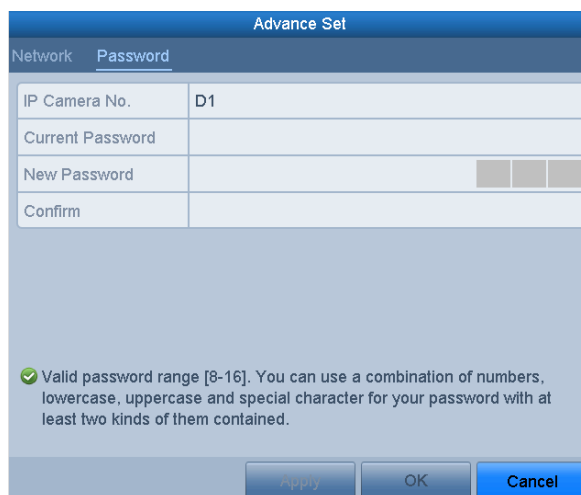 Advance Set
Network Password
IP Camera No. D1
Current Password
New Password
Confirm
Valid password range [8-16]. You can use a combination of numbers,
lowercase, uppercase and special character for your password with at
least two kinds of them contained.
Apply OK Cancel